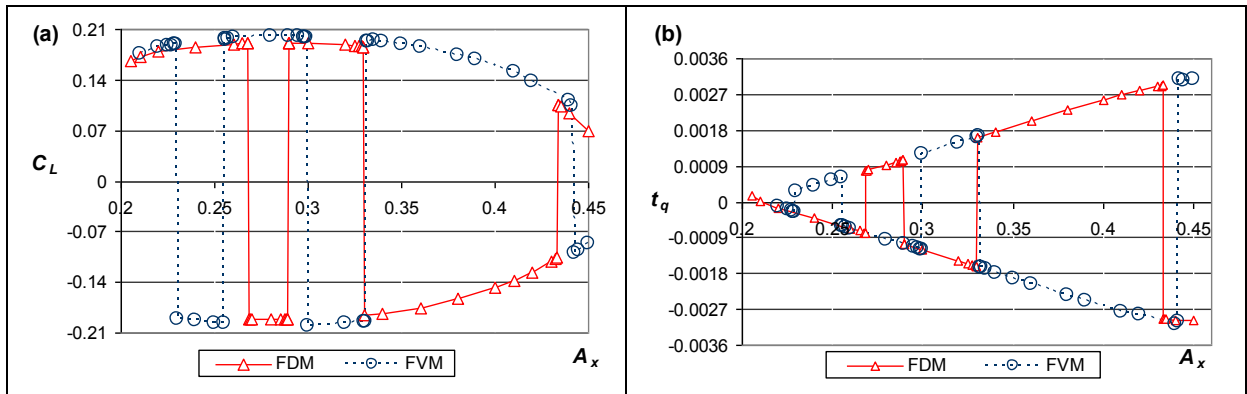 (a)
0.21
0.14
0.07
C_L
0
0.2 0.25 0.3 0.35 0.4 0.45
-0.07
-0.14
-0.21
FDM FVM
A_x
(b)
0.0036
0.0027
0.0018
0.0009
t_q
0
0.2 0.25 0.3 0.35 0.4 0.45
-0.0009
-0.0018
-0.0027
-0.0036
FDM FVM
A_x